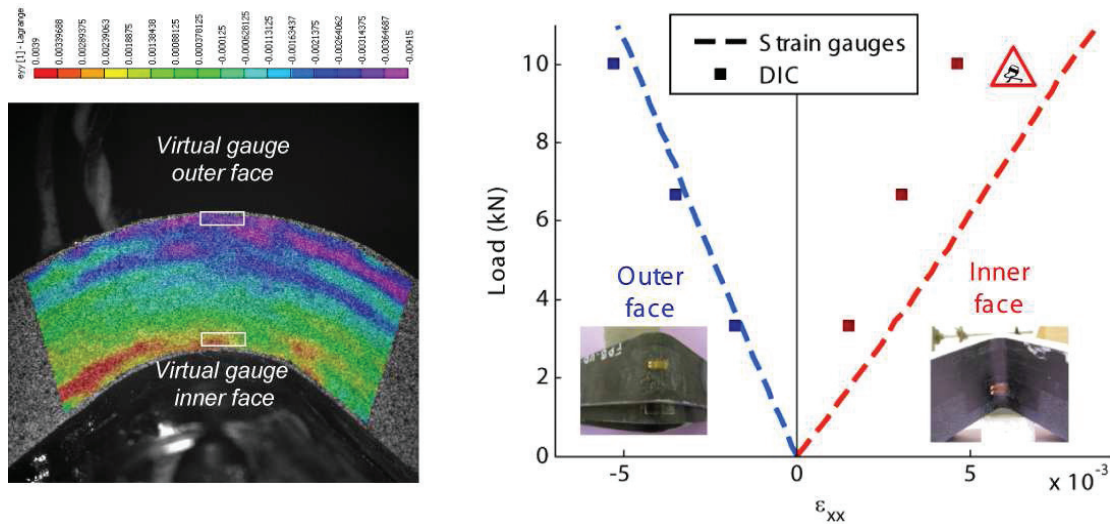 eyy [1] - Lagrange
0.0039
0.00339688
0.00289375
0.00239063
0.0018875
0.00138438
0.00088125
0.000378125
-0.000125
-0.000628125
-0.00113125
-0.00163437
-0.0021375
-0.00264062
-0.00314375
-0.00364687
-0.00415
Virtual gauge
outer face
Virtual gauge
inner face
Strain gauges
DIC
Load (kN)
10
8
6
4
2
0
Outer
face
Inner
face
-5
0
5
x 10-3
εxx